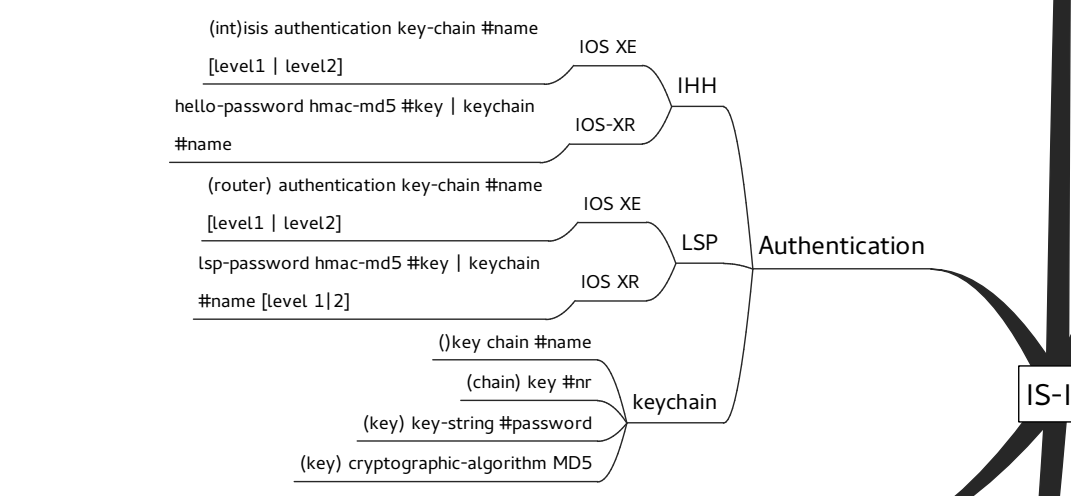 (int)isis authentication key-chain #name
[level1 | level2]
IOS XE
IHH
hello-password hmac-md5 #key | keychain
#name
IOS-XR
(router) authentication key-chain #name
[level1 | level2]
IOS XE
LSP
Authentication
lsp-password hmac-md5 #key | keychain
#name [level 1|2]
IOS XR
()key chain #name
(chain) key #nr
keychain
(key) key-string #password
(key) cryptographic-algorithm MD5
IS-I